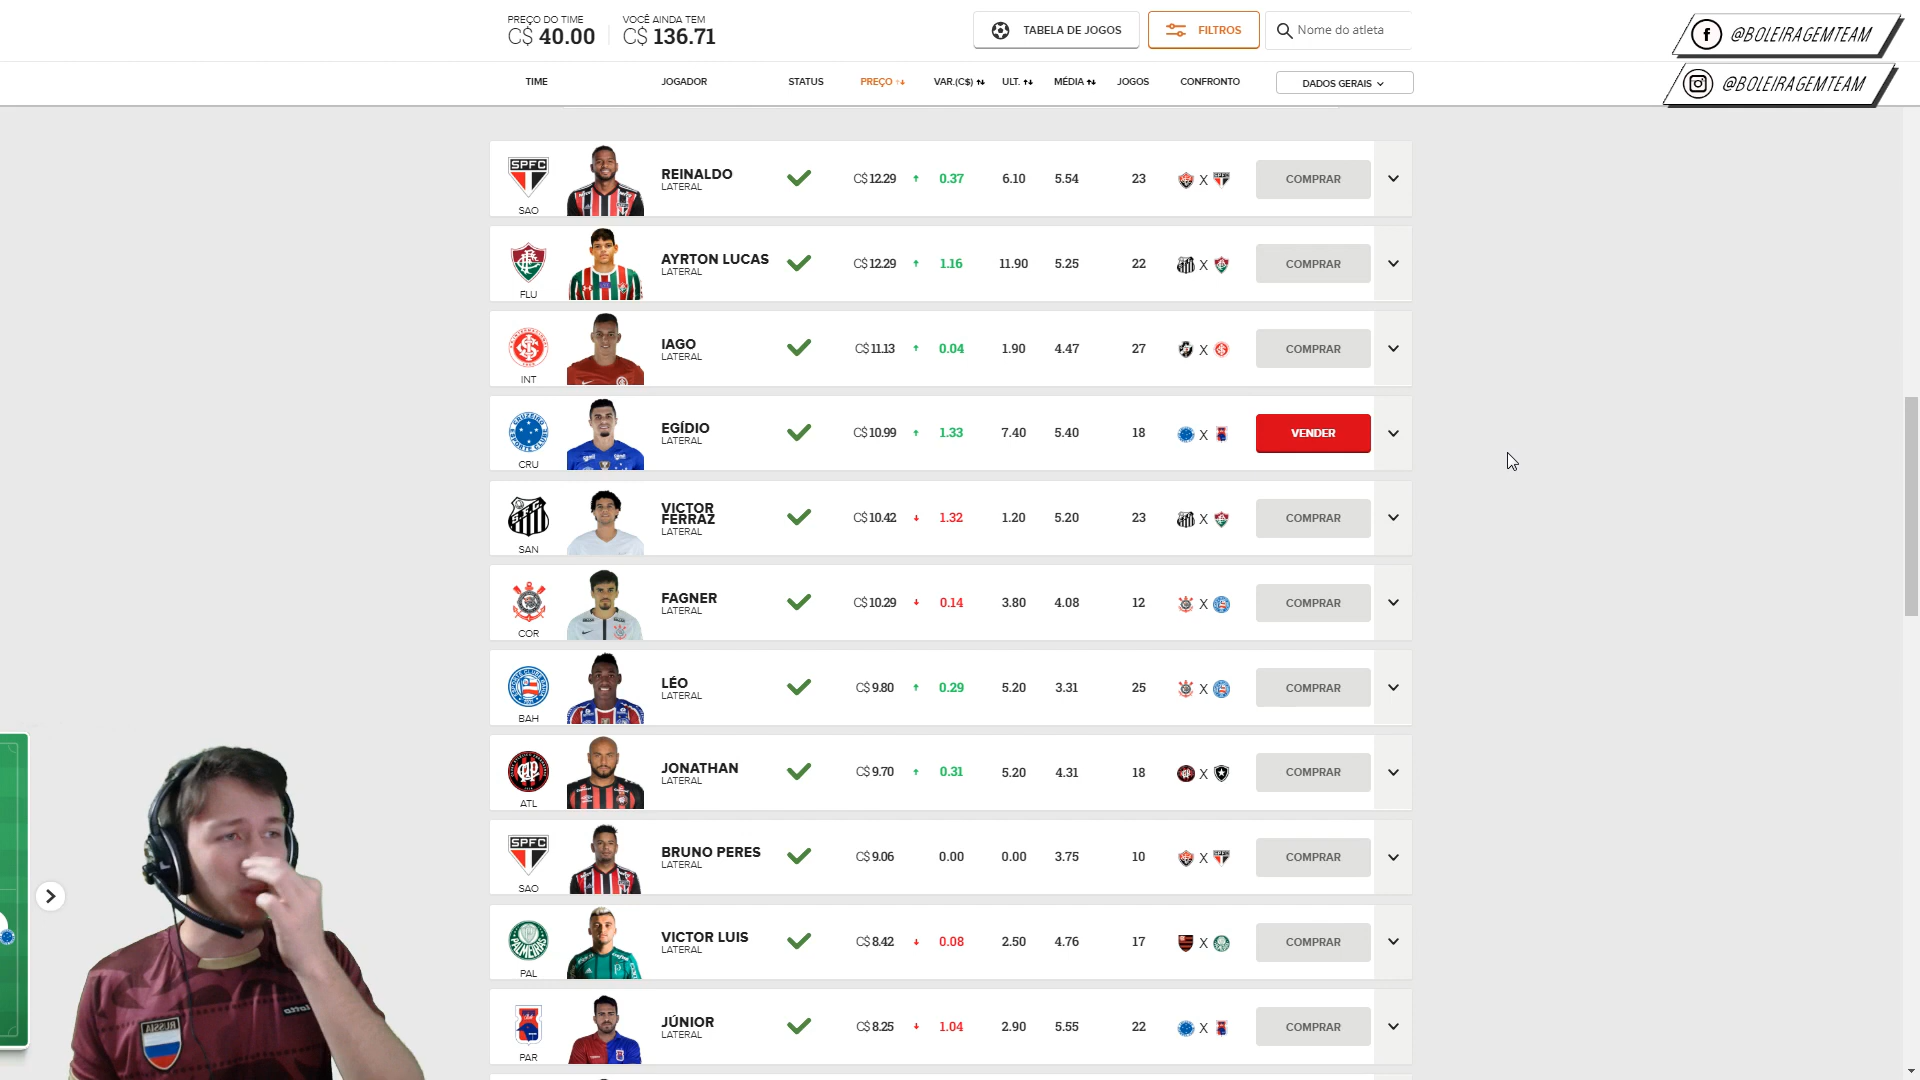 PREÇO DO TIME
C$ 40.00
VOCÊ AINDA TEM
C$ 136.71
TABELA DE JOGOS
FILTROS
Nome do atleta
@BOLEIRAGEMTEAM
@BOLEIRAGEMTEAM
TIME JOGADOR STATUS PREÇO VAR.(C$) ULT. MÉDIA JOGOS CONFRONTO DADOS GERAIS
SPFC
SAO
REINALDO
LATERAL
C$ 12.29 0.37 6.10 5.54 23 X COMPRAR
FLU
AYRTON LUCAS
LATERAL
C$ 12.29 1.16 11.90 5.25 22 X COMPRAR
INT
IAGO
LATERAL
C$ 11.13 0.04 1.90 4.47 27 X COMPRAR
CRU
EGÍDIO
LATERAL
C$ 10.99 1.33 7.40 5.40 18 X VENDER
SAN
VICTOR
FERRAZ
LATERAL
C$ 10.42 1.32 1.20 5.20 23 X COMPRAR
COR
FAGNER
LATERAL
C$ 10.29 0.14 3.80 4.08 12 X COMPRAR
BAH
LÉO
LATERAL
C$ 9.80 0.29 5.20 3.31 25 X COMPRAR
ATL
JONATHAN
LATERAL
C$ 9.70 0.31 5.20 4.31 18 X COMPRAR
SPFC
SAO
BRUNO PERES
LATERAL
C$ 9.06 0.00 0.00 3.75 10 X COMPRAR
PAL
VICTOR LUIS
LATERAL
C$ 8.42 0.08 2.50 4.76 17 X COMPRAR
PAR
JÚNIOR
LATERAL
C$ 8.25 1.04 2.90 5.55 22 X COMPRAR
lotto
RUSSIA